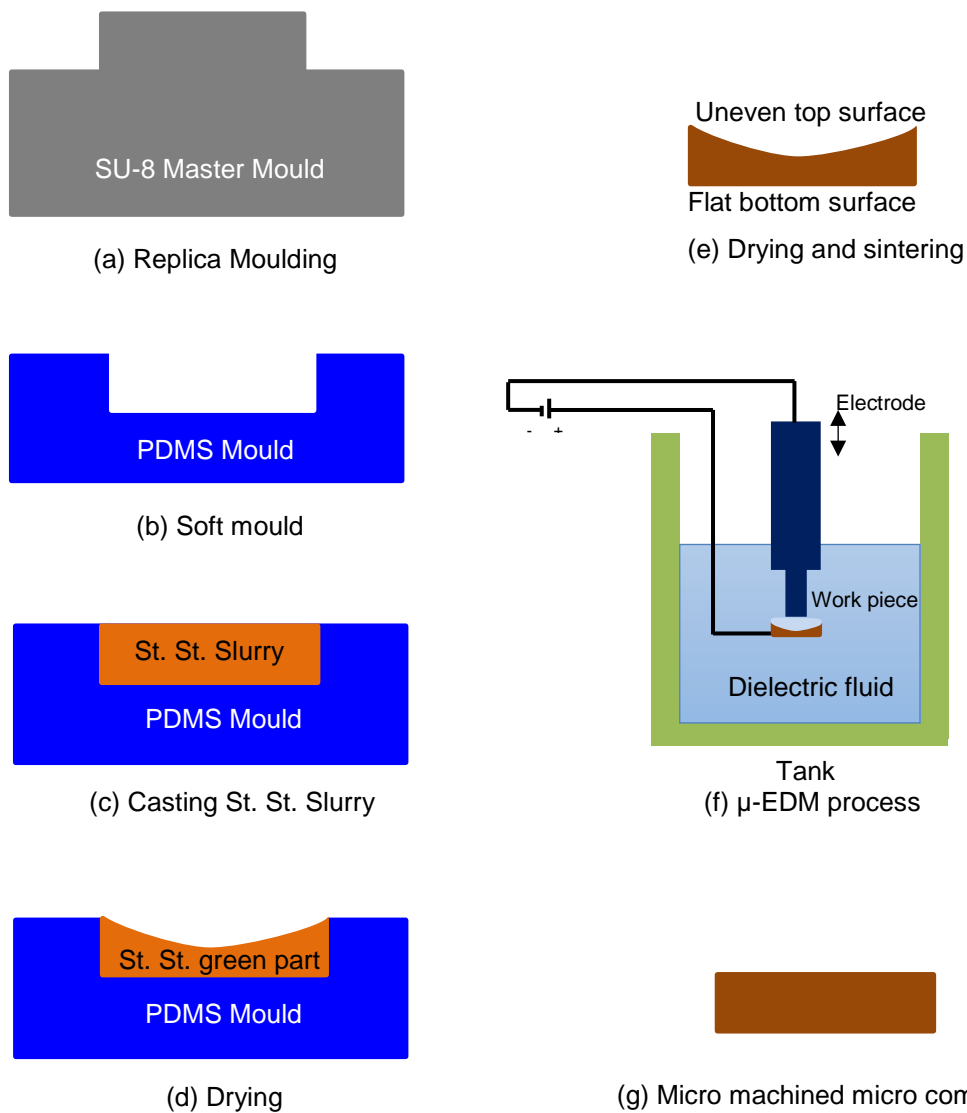 SU-8 Master Mould
(a) Replica Moulding
PDMS Mould
(b) Soft mould
St. St. Slurry
PDMS Mould
(c) Casting St. St. Slurry
St. St. green part
PDMS Mould
(d) Drying
Uneven top surface
Flat bottom surface
(e) Drying and sintering
Electrode
- +
Work piece
Dielectric fluid
Tank
(f) µ-EDM process
(g) Micro machined micro com